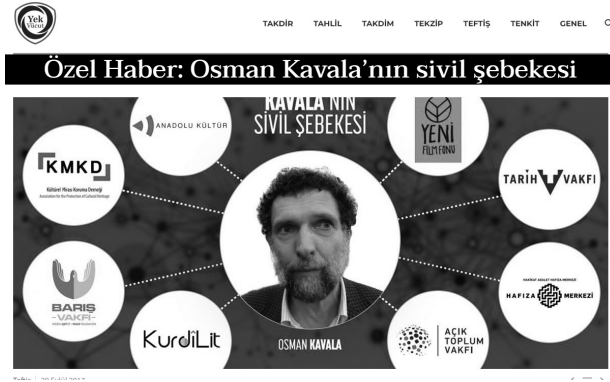 Yek
Vücut
TAKDİR TAHLİL TAKDİM TEKZİP TEFTİŞ TENKİT GENEL
Özel Haber: Osman Kavala’nın sivil şebekesi
KAVALA'NIN
SİVİL ŞEBEKESİ
ANADOLU KÜLTÜR
YENİ
FİLM FONU
KMKD
Kültürel Mirası Koruma Derneği
Association for the Protection of Cultural Heritage
TARİH VAKFI
BARIŞ
-VAKFI-
HAKİKAT ADALET HAFIZA MERKEZİ
HAFIZA MERKEZİ
KurdîLit
OSMAN KAVALA
AÇIK
TOPLUM
VAKFI